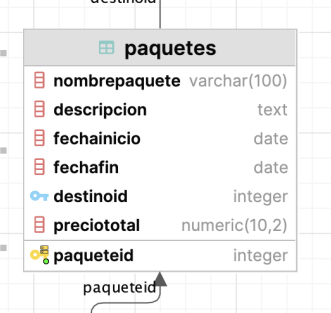 destinoid
paquetes
nombrepaquete varchar(100)
descripcion text
fechainicio date
fechafin date
destinoid integer
preciototal numeric(10,2)
paqueteid integer
paqueteid